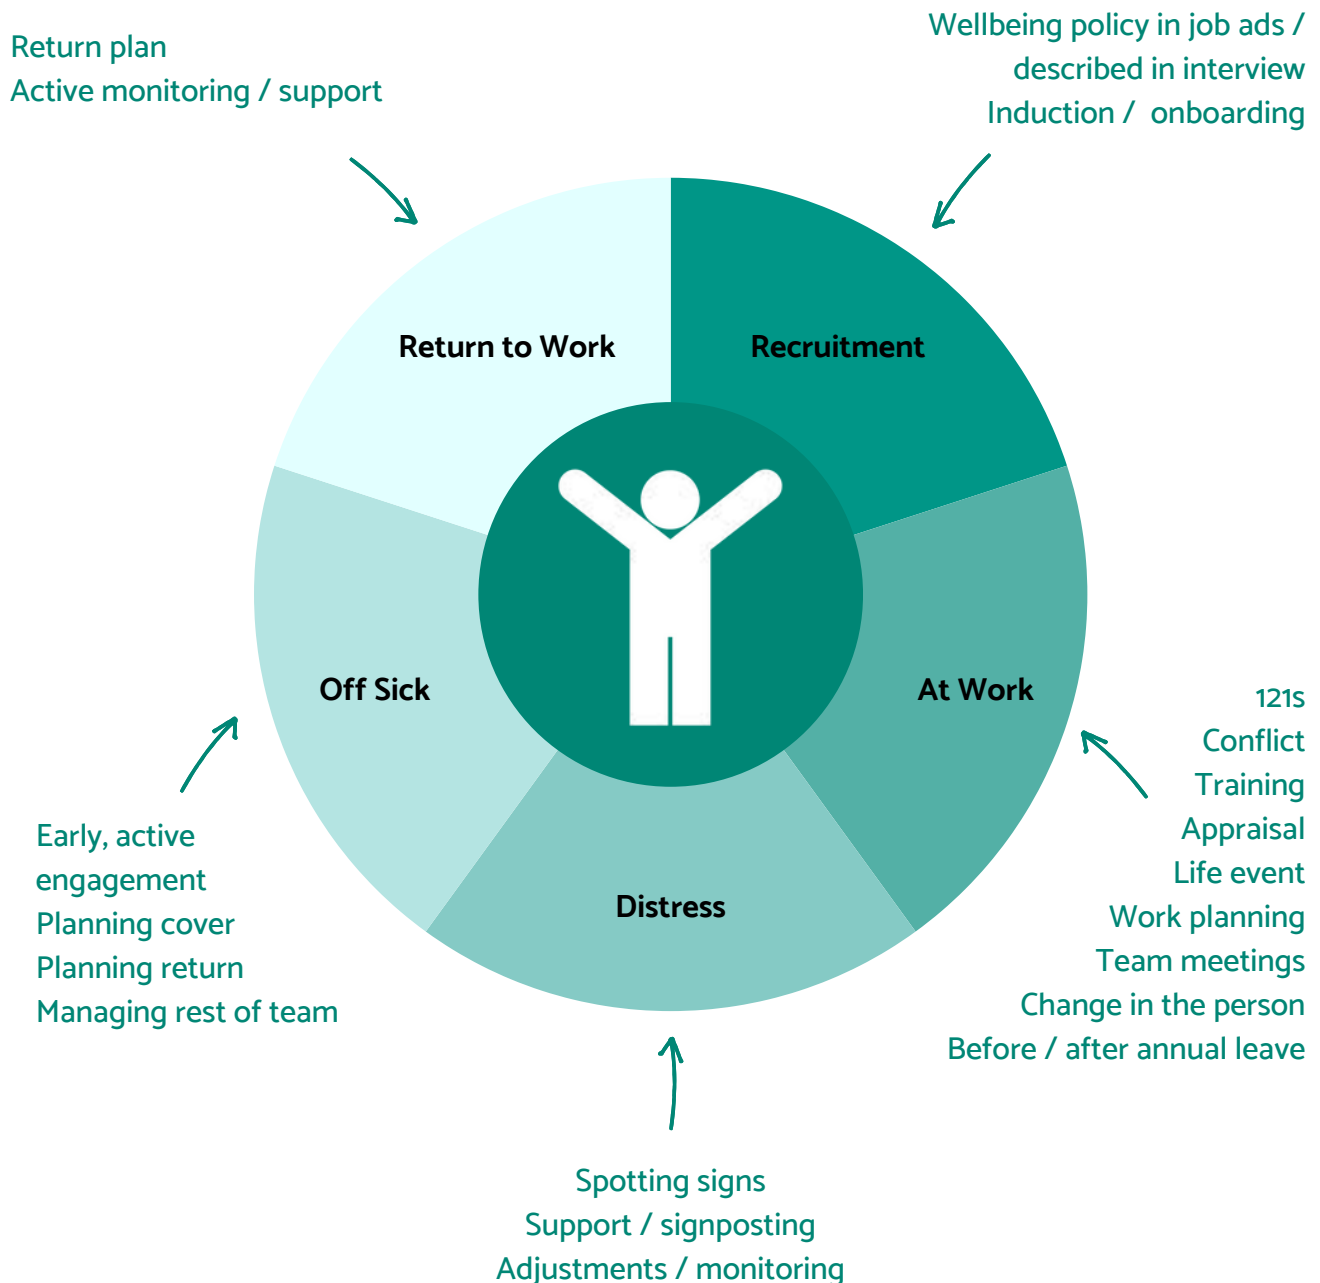 Return plan
Active monitoring / support
Wellbeing policy in job ads /
described in interview
Induction / onboarding
Return to Work
Recruitment
Off Sick
At Work
Distress
121s
Conflict
Training
Appraisal
Life event
Work planning
Team meetings
Change in the person
Before / after annual leave
Early, active
engagement
Planning cover
Planning return
Managing rest of team
Spotting signs
Support / signposting
Adjustments / monitoring